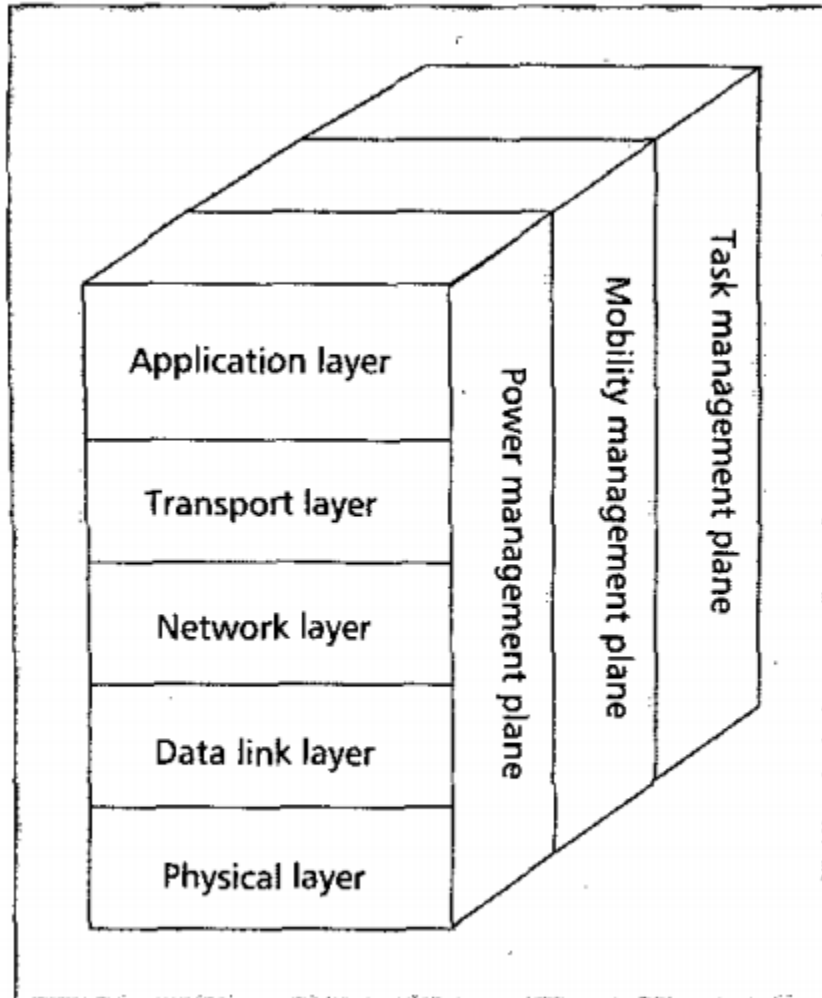 Application layer
Transport layer
Network layer
Data link layer
Physical layer
Power management plane
Mobility management plane
Task management plane